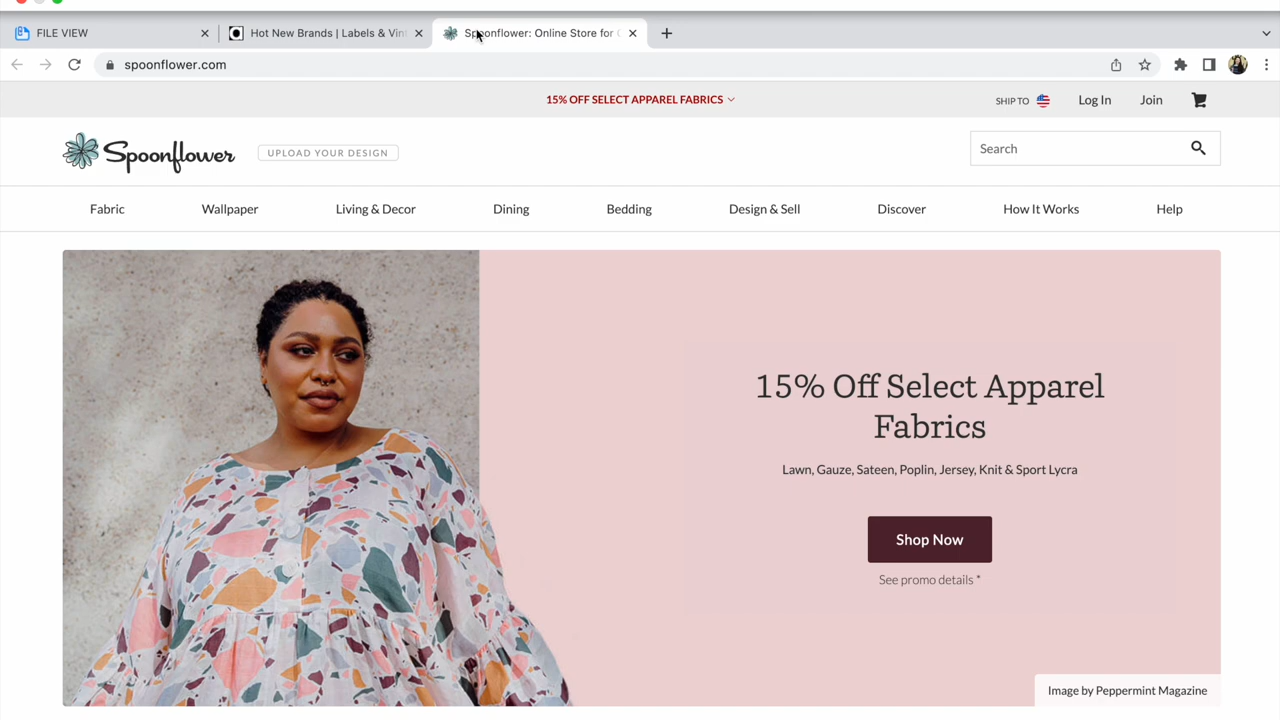 FILE VIEW
Hot New Brands | Labels & Vin
Spoonflower: Online Store for
spoonflower.com
15% OFF SELECT APPAREL FABRICS
SHIP TO
Log In
Join
Spoonflower
UPLOAD YOUR DESIGN
Search
Fabric
Wallpaper
Living & Decor
Dining
Bedding
Design & Sell
Discover
How It Works
Help
15% Off Select Apparel
Fabrics
Lawn, Gauze, Sateen, Poplin, Jersey, Knit & Sport Lycra
Shop Now
See promo details *
Image by Peppermint Magazine